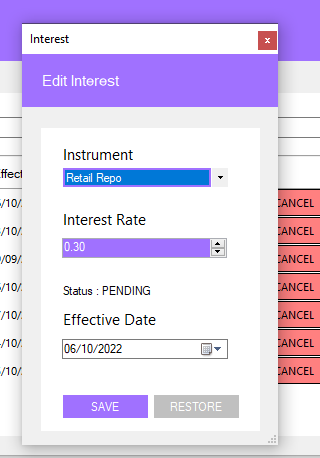 Interest
x
Edit Interest
Instrument
Effect
Retail Repo
CANCEL
Interest Rate
0.30
CANCEL
CANCEL
Status : PENDING
CANCEL
Effective Date
CANCEL
06/10/2022
CANCEL
CANCEL
SAVE
RESTORE